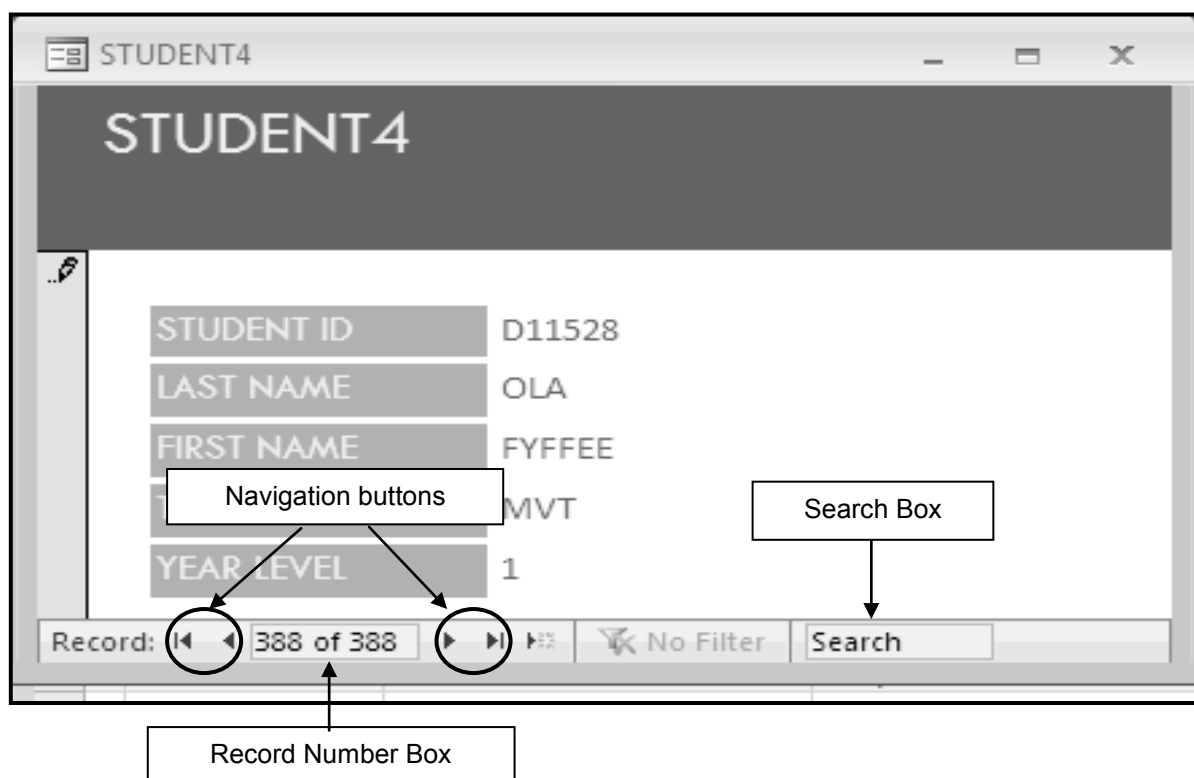 STUDENT4
STUDENT4
STUDENT ID D11528
LAST NAME OLA
FIRST NAME FYFFEE
Navigation buttons MVT Search Box
YEAR LEVEL 1
Record: 388 of 388 No Filter Search
Record Number Box